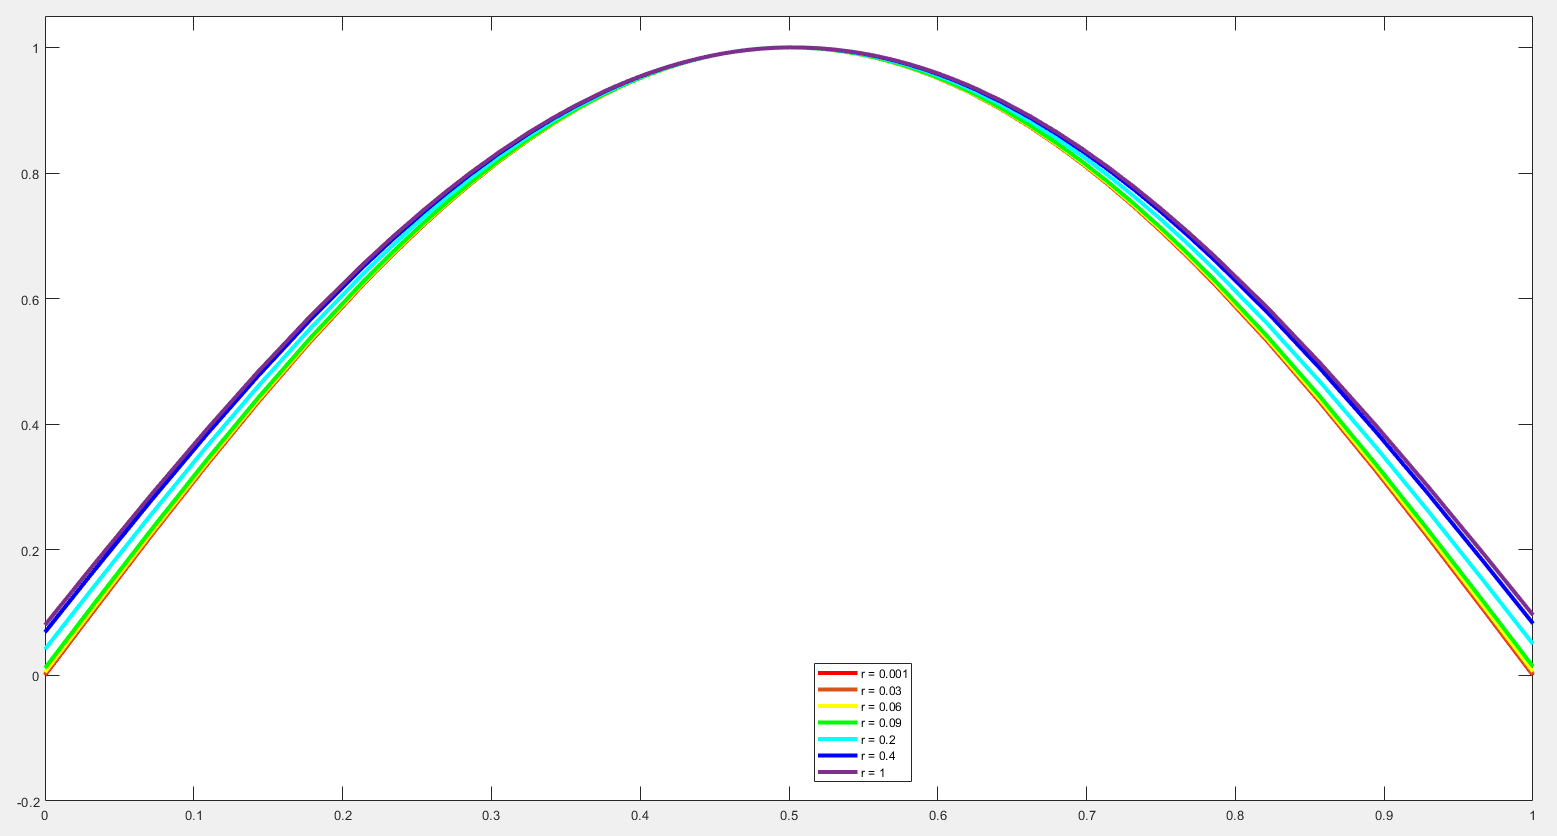 1
0.8
0.6
0.4
0.2
0
-0.2
r = 0.001
r = 0.03
r = 0.06
r = 0.09
r = 0.2
r = 0.4
r = 1
0 0.1 0.2 0.3 0.4 0.5 0.6 0.7 0.8 0.9 1